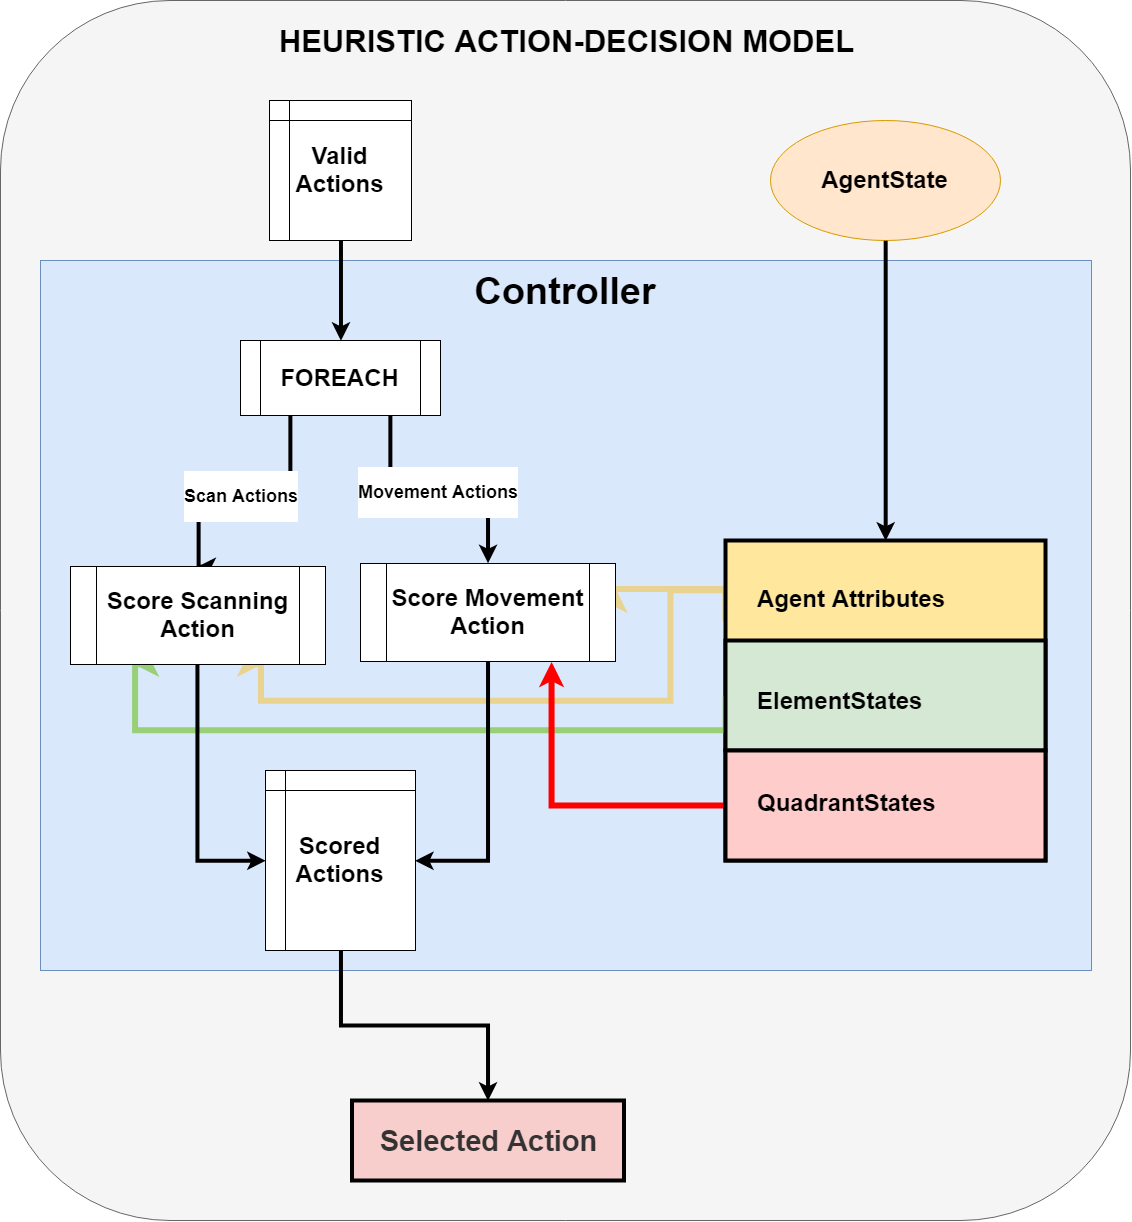 HEURISTIC ACTION-DECISION MODEL
Valid
Actions
AgentState
Controller
FOREACH
Scan Actions
Movement Actions
Score Scanning
Action
Score Movement
Action
Agent Attributes
ElementStates
QuadrantStates
Scored
Actions
Selected Action